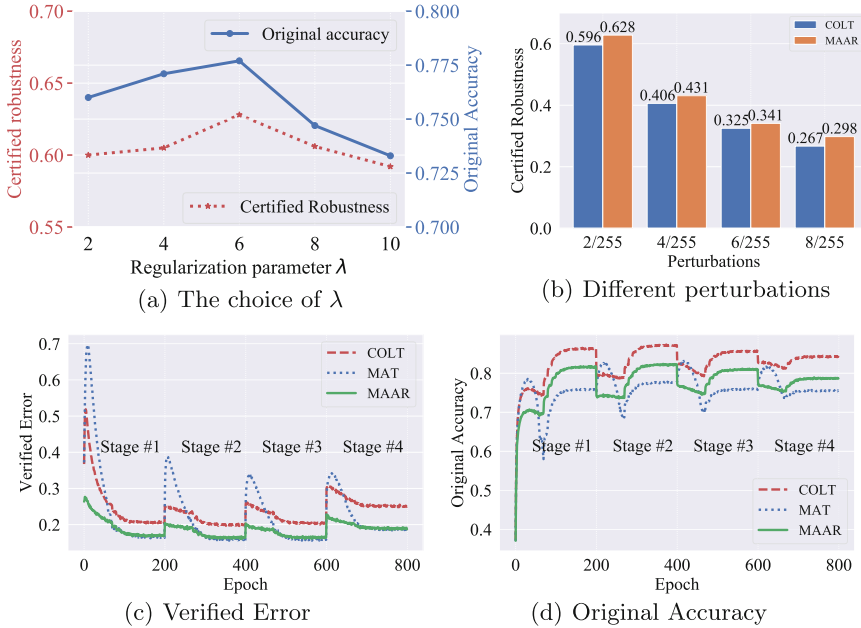 0.70
0.65
0.60
0.55
Certified robustness
0.800
0.775
0.750
0.725
0.700
Original Accuracy
Original accuracy
Certified Robustness
2 4 6 8 10
Regularization parameter λ
(a) The choice of λ
0.6
0.4
0.2
0.0
Certified Robustness
COLT
MAAR
0.596 0.628
0.406 0.431
0.325 0.341
0.267 0.298
2/255 4/255 6/255 8/255
Perturbations
(b) Different perturbations
0.7
0.6
0.5
0.4
0.3
0.2
Verified Error
COLT
MAT
MAAR
Stage #1 Stage #2 Stage #3 Stage #4
0 200 400 600 800
Epoch
(c) Verified Error
0.8
0.7
0.6
0.5
0.4
Original Accuracy
Stage #1 Stage #2 Stage #3 Stage #4
COLT
MAT
MAAR
0 200 400 600 800
Epoch
(d) Original Accuracy